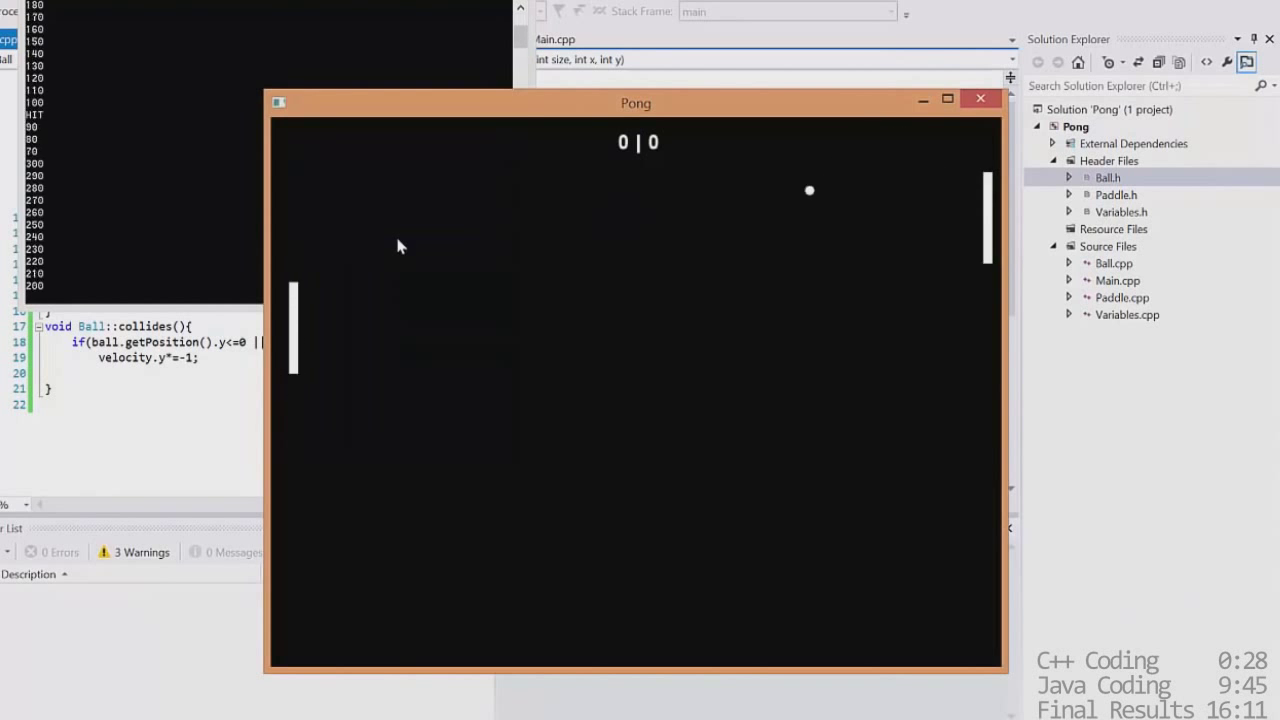 roce
180
170
160
150
140
130
120
110
100
HIT
90
80
70
300
290
280
270
260
250
240
230
220
210
200
.cpp
Ball
Stack Frame: main
Main.cpp
int size, int x, int y)
Pong
0 | 0
17 void Ball::collides(){
18 if(ball.getPosition().y<=0 ||
19 velocity.y*=-1;
20
21 }
22
%
r List
0 Errors 3 Warnings 0 Messages
Description
Solution Explorer
Search Solution Explorer (Ctrl+;)
Solution 'Pong' (1 project)
Pong
External Dependencies
Header Files
Ball.h
Paddle.h
Variables.h
Resource Files
Source Files
Ball.cpp
Main.cpp
Paddle.cpp
Variables.cpp
C++ Coding 0:28
Java Coding 9:45
Final Results 16:11